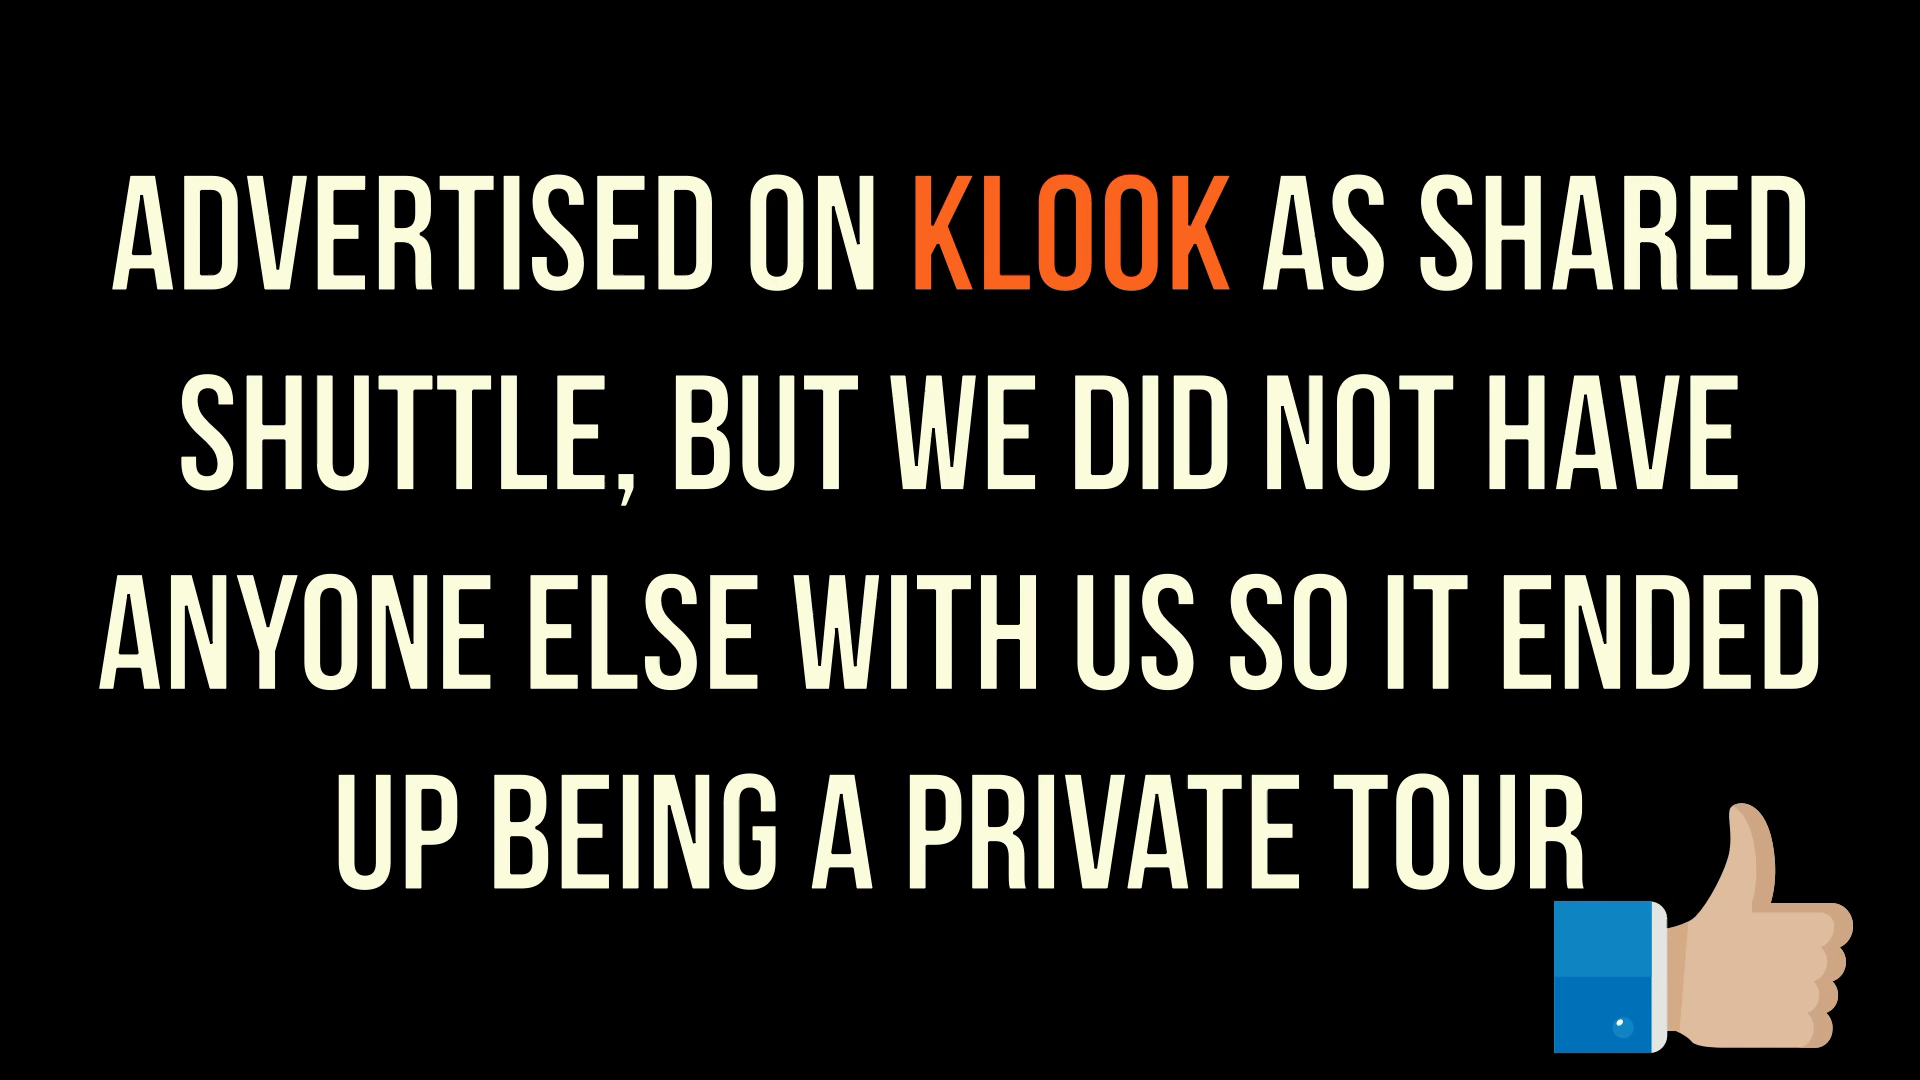 ADVERTISED ON KLOOK AS SHARED
SHUTTLE, BUT WE DID NOT HAVE
ANYONE ELSE WITH US SO IT ENDED
UP BEING A PRIVATE TOUR